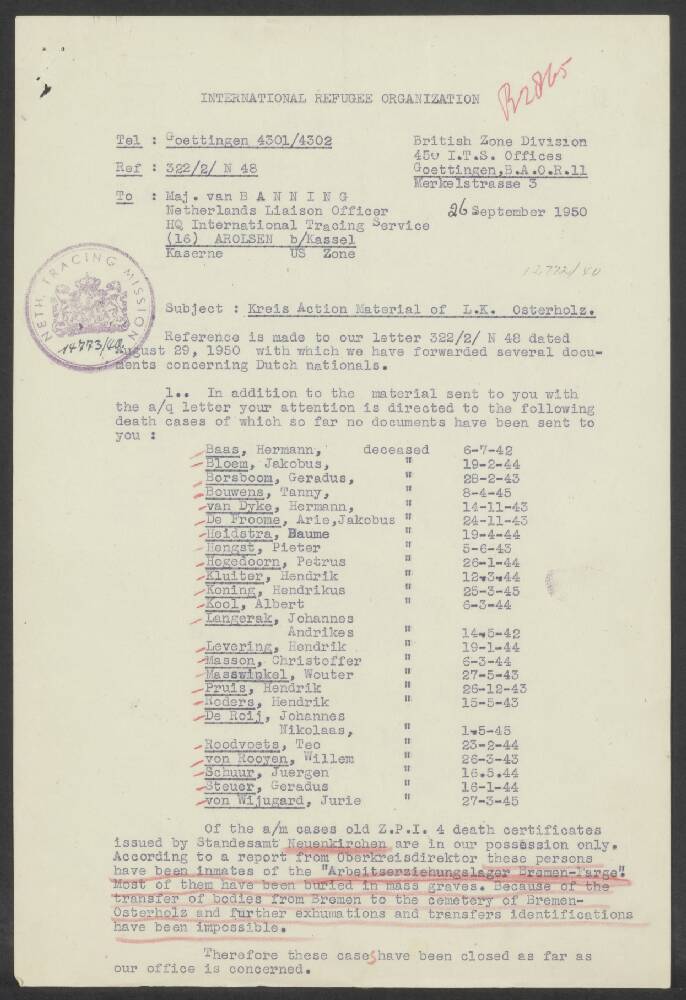 B2865
INTERNATIONAL REFUGEE ORGANIZATION
Tel : Goettingen 4301/4302
British Zone Division
Ref : 322/2/ N 48
450 I.T.S. Offices
Goettingen,B.A.O.R.11
Merkelstrasse 3
To : Maj. van B A N N I N G
Netherlands Liaison Officer
26 September 1950
HQ International Tracing Service
(16) AROLSEN b/Kassel
Kaserne US Zone
NETH. TRACING MISSION
14773/40.
Subject : Kreis Action Material of L.K. Osterholz.
Reference is made to our letter 322/2/ N 48 dated
August 29, 1950 with which we have forwarded several docu-
ments concerning Dutch nationals.
1.. In addition to the material sent to you with
the a/q letter your attention is directed to the following
death cases of which so far no documents have been sent to
you :
Baas, Hermann, deceased 6-7-42
Bloem, Jakobus, " 19-2-44
Borsboom, Geradus, " 28-2-43
Bouwens, Tanny, " 8-4-45
van Dyke, Hermann, " 14-11-43
De Froome, Arie,Jakobus " 24-11-43
Heidstra, Baume " 19-4-44
Hengst, Pieter " 5-6-43
Hogedoorn, Petrus " 26-1-44
Kluiter, Hendrik " 12-3-44
Koning, Hendrikus " 25-3-45
Kool, Albert " 6-3-44
Langerak, Johannes
Andrikes " 14-5-42
Levering, Hendrik " 19-1-44
Masson, Christoffer " 6-3-44
Masswinkel, Wouter " 27-5-43
Pruis, Hendrik " 26-12-43
Roders, Hendrik " 15-5-43
De Roij, Johannes
Nikolaas, " 1-5-45
Roodvoets, Teo " 23-2-44
von Rooyen, Willem " 26-3-43
Schuur, Juergen " 16.5.44
Steuer, Geradus " 16-1-44
von Wijugard, Jurie " 27-3-45
Of the a/m cases old Z.P.I. 4 death certificates
issued by Standesamt Neuenkirchen are in our possession only.
According to a report from Oberkreisdirektor these persons
have been inmates of the "Arbeitserziehungslager Bremen-Farge".
Most of them have been buried in mass graves. Because of the
transfer of bodies from Bremen to the cemetery of Bremen-
Osterholz and further exhumations and transfers identifications
have been impossible.
Therefore these cases have been closed as far as
our office is concerned.